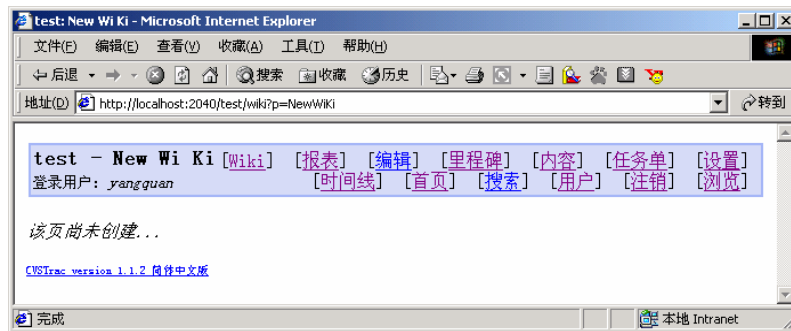 test: New Wi Ki - Microsoft Internet Explorer
文件(F) 编辑(E) 查看(V) 收藏(A) 工具(T) 帮助(H)
后退 搜索 收藏 历史
地址(D) http://localhost:2040/test/wiki?p=NewWiKi 转到
test - New Wi Ki [Wiki] [报表] [编辑] [里程碑] [内容] [任务单] [设置]
登录用户: yangquan [时间线] [首页] [搜索] [用户] [注销] [浏览]
该页尚未创建...
CVSTrac version 1.1.2 简体中文版
完成 本地 Intranet